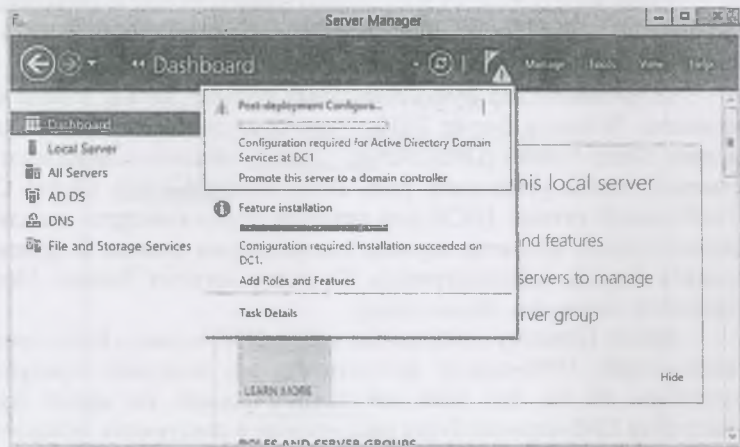 Server Manager
Dashboard
Manage Tools View Help
Post-deployment Configura...
Configuration required for Active Directory Domain
Services at DC1
Promote this server to a domain controller
Feature installation
Configuration required. Installation succeeded on
DC1.
Add Roles and Features
Task Details
Dashboard
Local Server
All Servers
AD DS
DNS
File and Storage Services
his local server
nd features
servers to manage
rver group
Hide
LEARN MORE
ROLES AND SERVER GROUPS